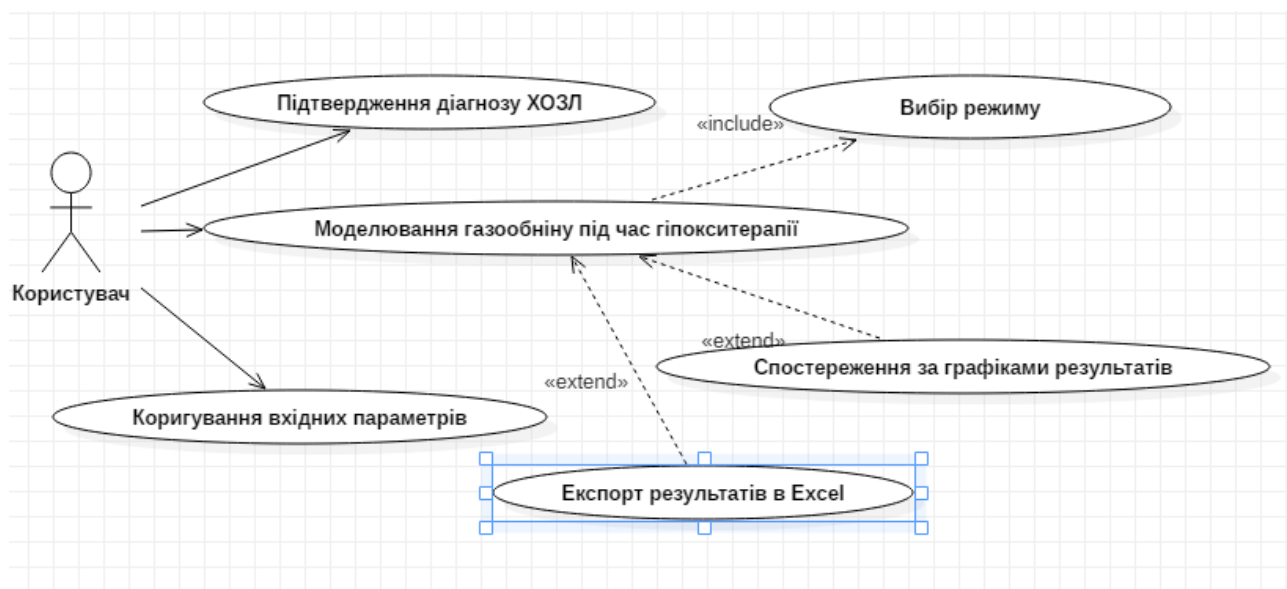 Підтвердження діагнозу ХОЗЛ
Вибір режиму
«include»
Моделювання газообніну під час гіпокситерапії
Користувач
«extend»
Спостереження за графіками результатів
«extend»
Коригування вхідних параметрів
Експорт результатів в Excel